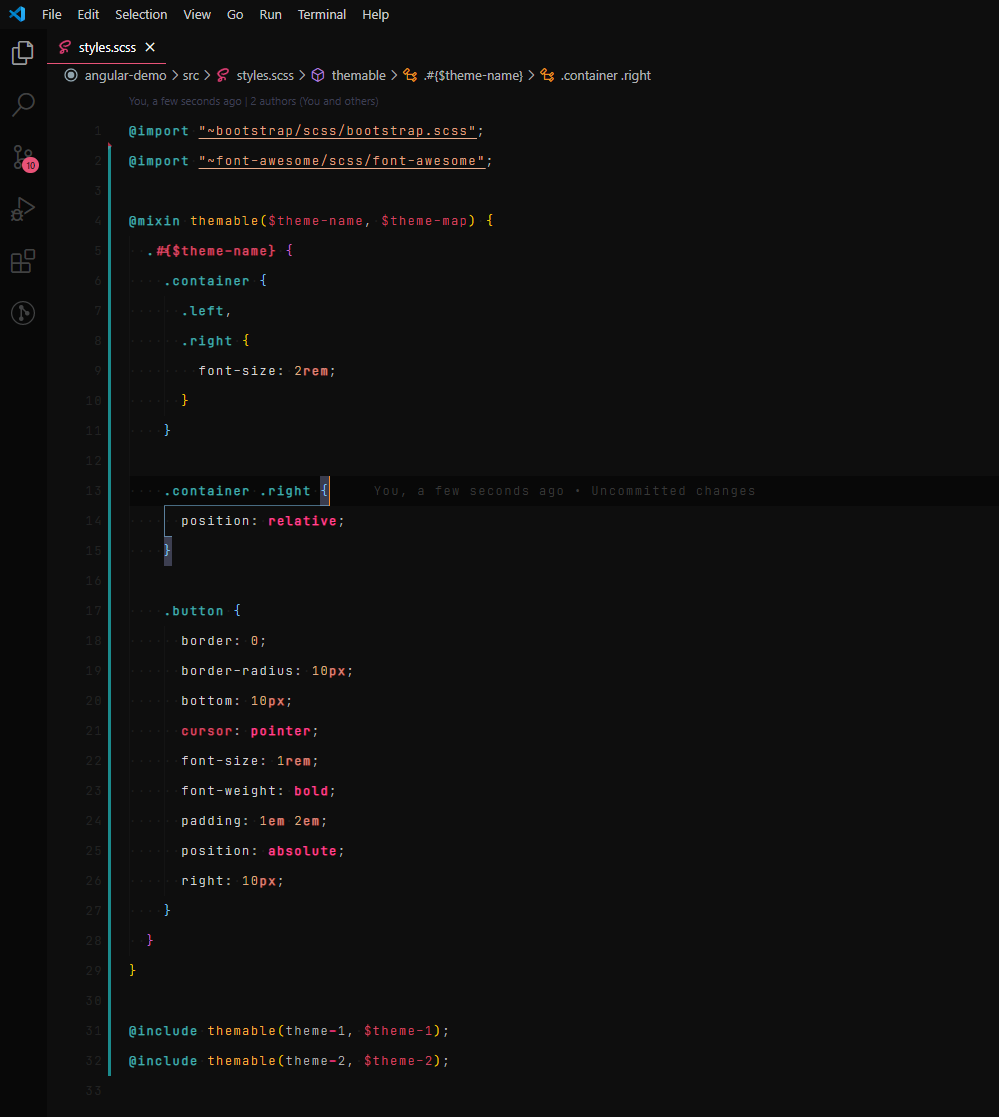 File Edit Selection View Go Run Terminal Help
styles.scss
angular-demo > src > styles.scss > themable > .#{$theme-name} > .container .right
You, a few seconds ago | 2 authors (You and others)
1 @import "~bootstrap/scss/bootstrap.scss";
2 @import "~font-awesome/scss/font-awesome";
3
4 @mixin themable($theme-name, $theme-map) {
5 .#{$theme-name} {
6 .container {
7 .left,
8 .right {
9 font-size: 2rem;
10 }
11 }
12
13 .container .right { You, a few seconds ago • Uncommitted changes
14 position: relative;
15 }
16
17 .button {
18 border: 0;
19 border-radius: 10px;
20 bottom: 10px;
21 cursor: pointer;
22 font-size: 1rem;
23 font-weight: bold;
24 padding: 1em 2em;
25 position: absolute;
26 right: 10px;
27 }
28 }
29 }
30
31 @include themable(theme-1, $theme-1);
32 @include themable(theme-2, $theme-2);
33
10